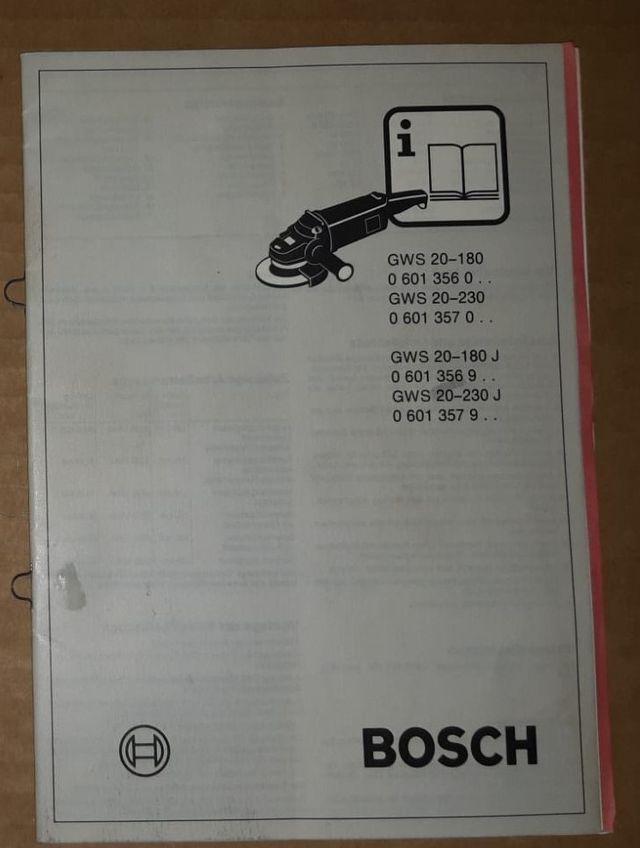 i
GWS 20–180
0 601 356 0 . .
GWS 20–230
0 601 357 0 . .
GWS 20–180 J
0 601 356 9 . .
GWS 20–230 J
0 601 357 9 . .
BOSCH